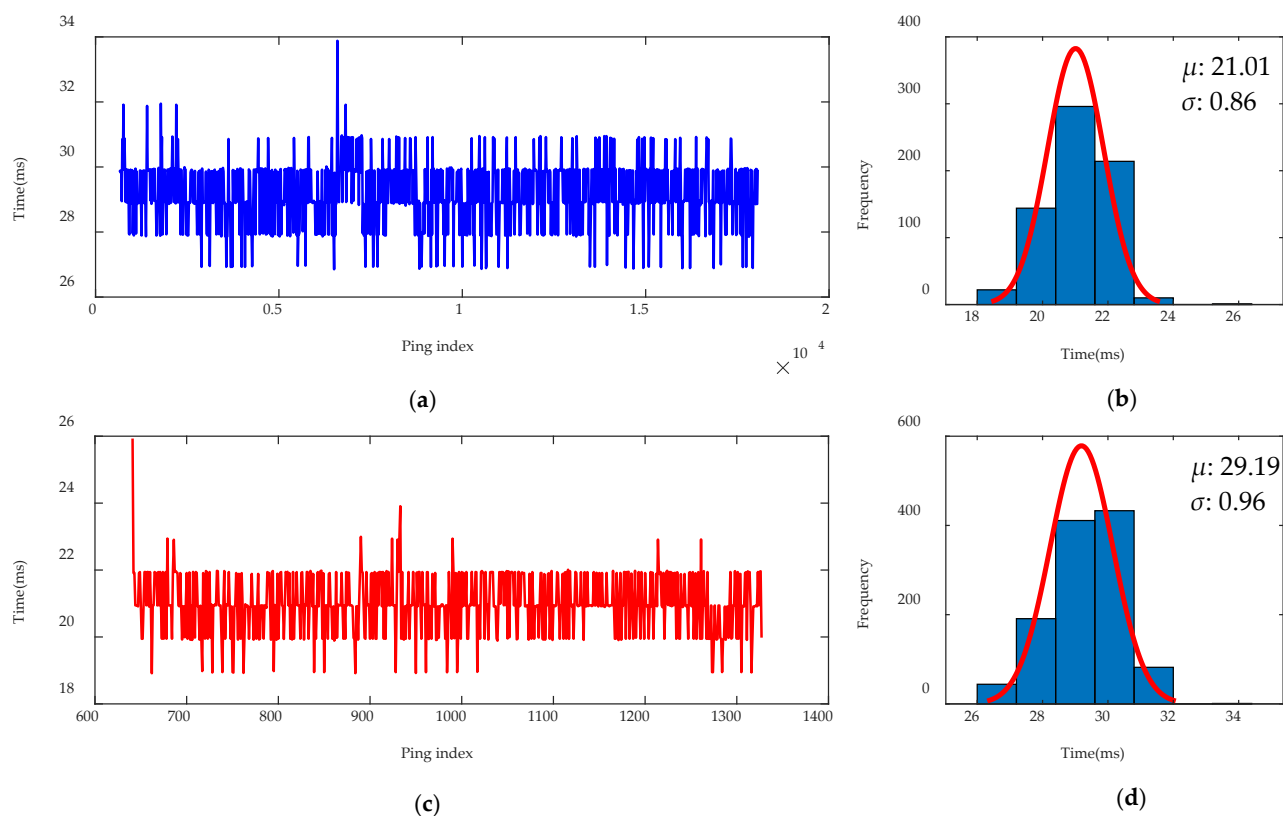 34
32
30
28
26
Time(ms)
0
0.5
1
1.5
2
Ping index
× 10 4
(a)
400
300
200
100
0
Frequency
μ: 21.01
σ: 0.86
18
20
22
24
26
Time(ms)
(b)
26
24
22
20
18
Time(ms)
600
700
800
900
1000
1100
1200
1300
1400
Ping index
(c)
600
400
200
0
Frequency
μ: 29.19
σ: 0.96
26
28
30
32
34
Time(ms)
(d)